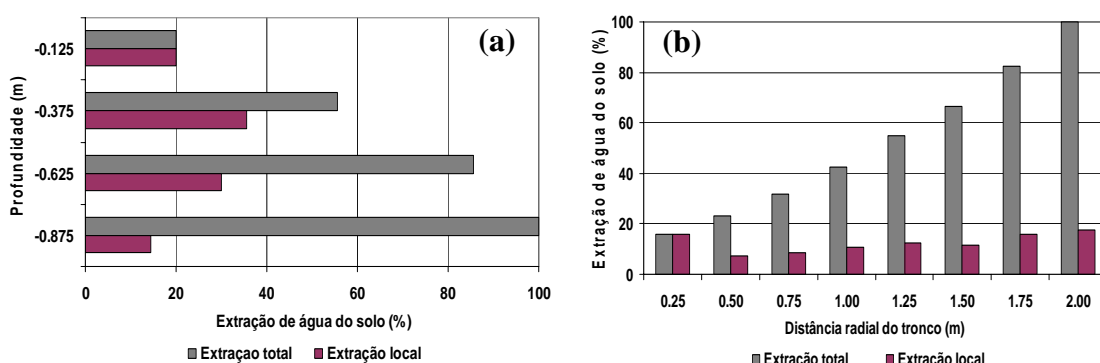 (a)
Profundidade (m)
-0.125
-0.375
-0.625
-0.875
0 20 40 60 80 100
Extração de água do solo (%)
Extraçao total Extração local
(b)
Extração de água do solo (%)
100
80
60
40
20
0
0.25 0.50 0.75 1.00 1.25 1.50 1.75 2.00
Distância radial do tronco (m)
Extração total Extração local